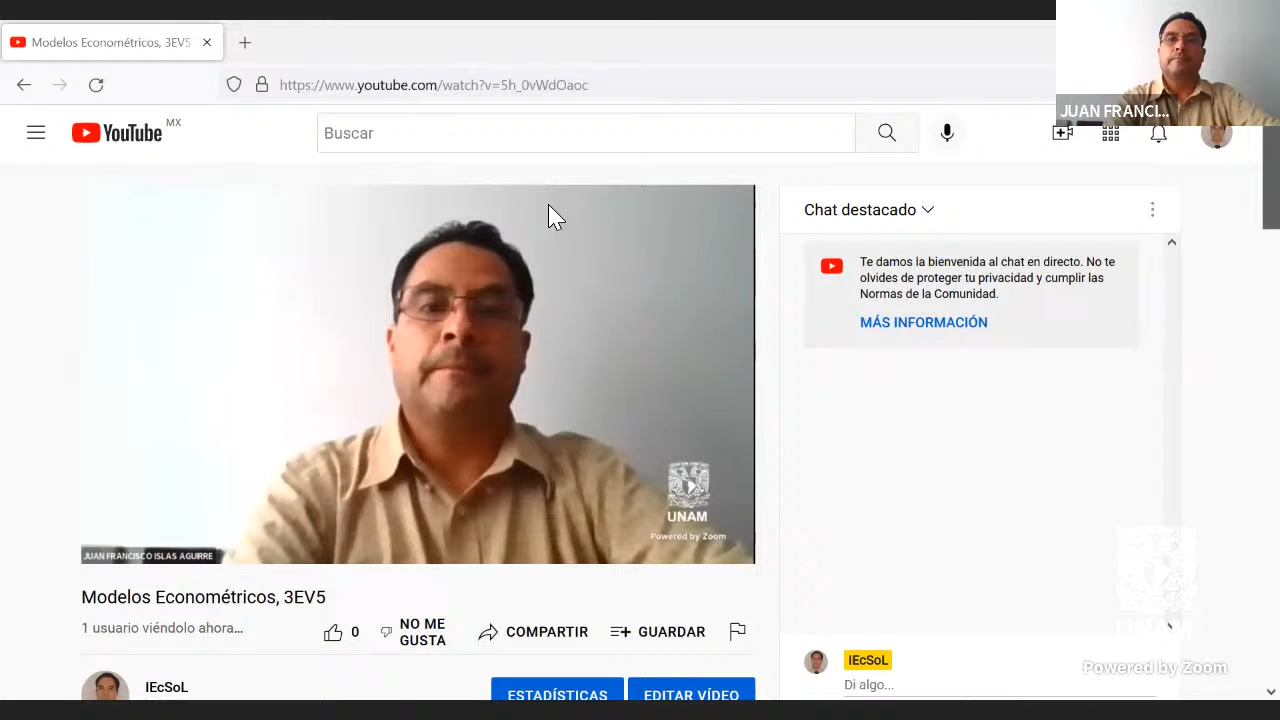 Modelos Econométricos, 3EV5
https://www.youtube.com/watch?v=5h_0vWdOaoc
JUAN FRANCI...
YouTube MX
Buscar
Chat destacado
Te damos la bienvenida al chat en directo. No te
olvides de proteger tu privacidad y cumplir las
Normas de la Comunidad.
MÁS INFORMACIÓN
UNAM
Powered by Zoom
JUAN FRANCISCO ISLAS AGUIRRE
Modelos Econométricos, 3EV5
1 usuario viéndolo ahora...
0
NO ME
GUSTA
COMPARTIR
GUARDAR
IEcSoL
ESTADÍSTICAS
EDITAR VÍDEO
IEcSoL
Di algo...
UNAM
Powered by Zoom